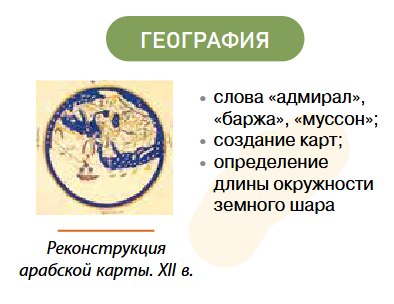 ГЕОГРАФИЯ
• слова «адмирал»,
«баржа», «муссон»;
• создание карт;
• определение
длины окружности
земного шара
Реконструкция
арабской карты. XII в.